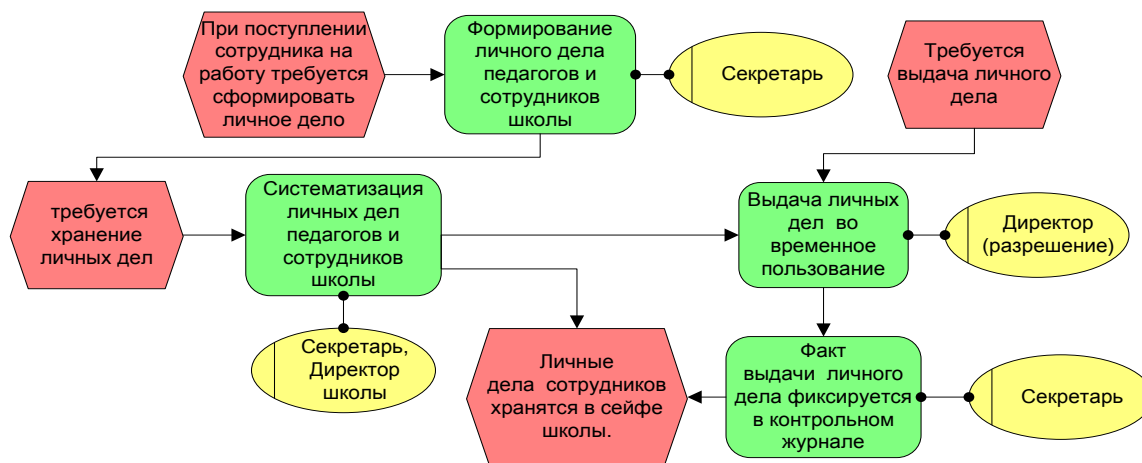 При поступлении
сотрудника на
работу требуется
сформировать
личное дело
Формирование
личного дела
педагогов и
сотрудников
школы
Секретарь
Требуется
выдача личного
дела
требуется
хранение
личных дел
Систематизация
личных дел
педагогов и
сотрудников
школы
Выдача личных
дел во
временное
пользование
Директор
(разрешение)
Секретарь,
Директор
школы
Личные
дела сотрудников
хранятся в сейфе
школы.
Факт
выдачи личного
дела фиксируется
в контрольном
журнале
Секретарь